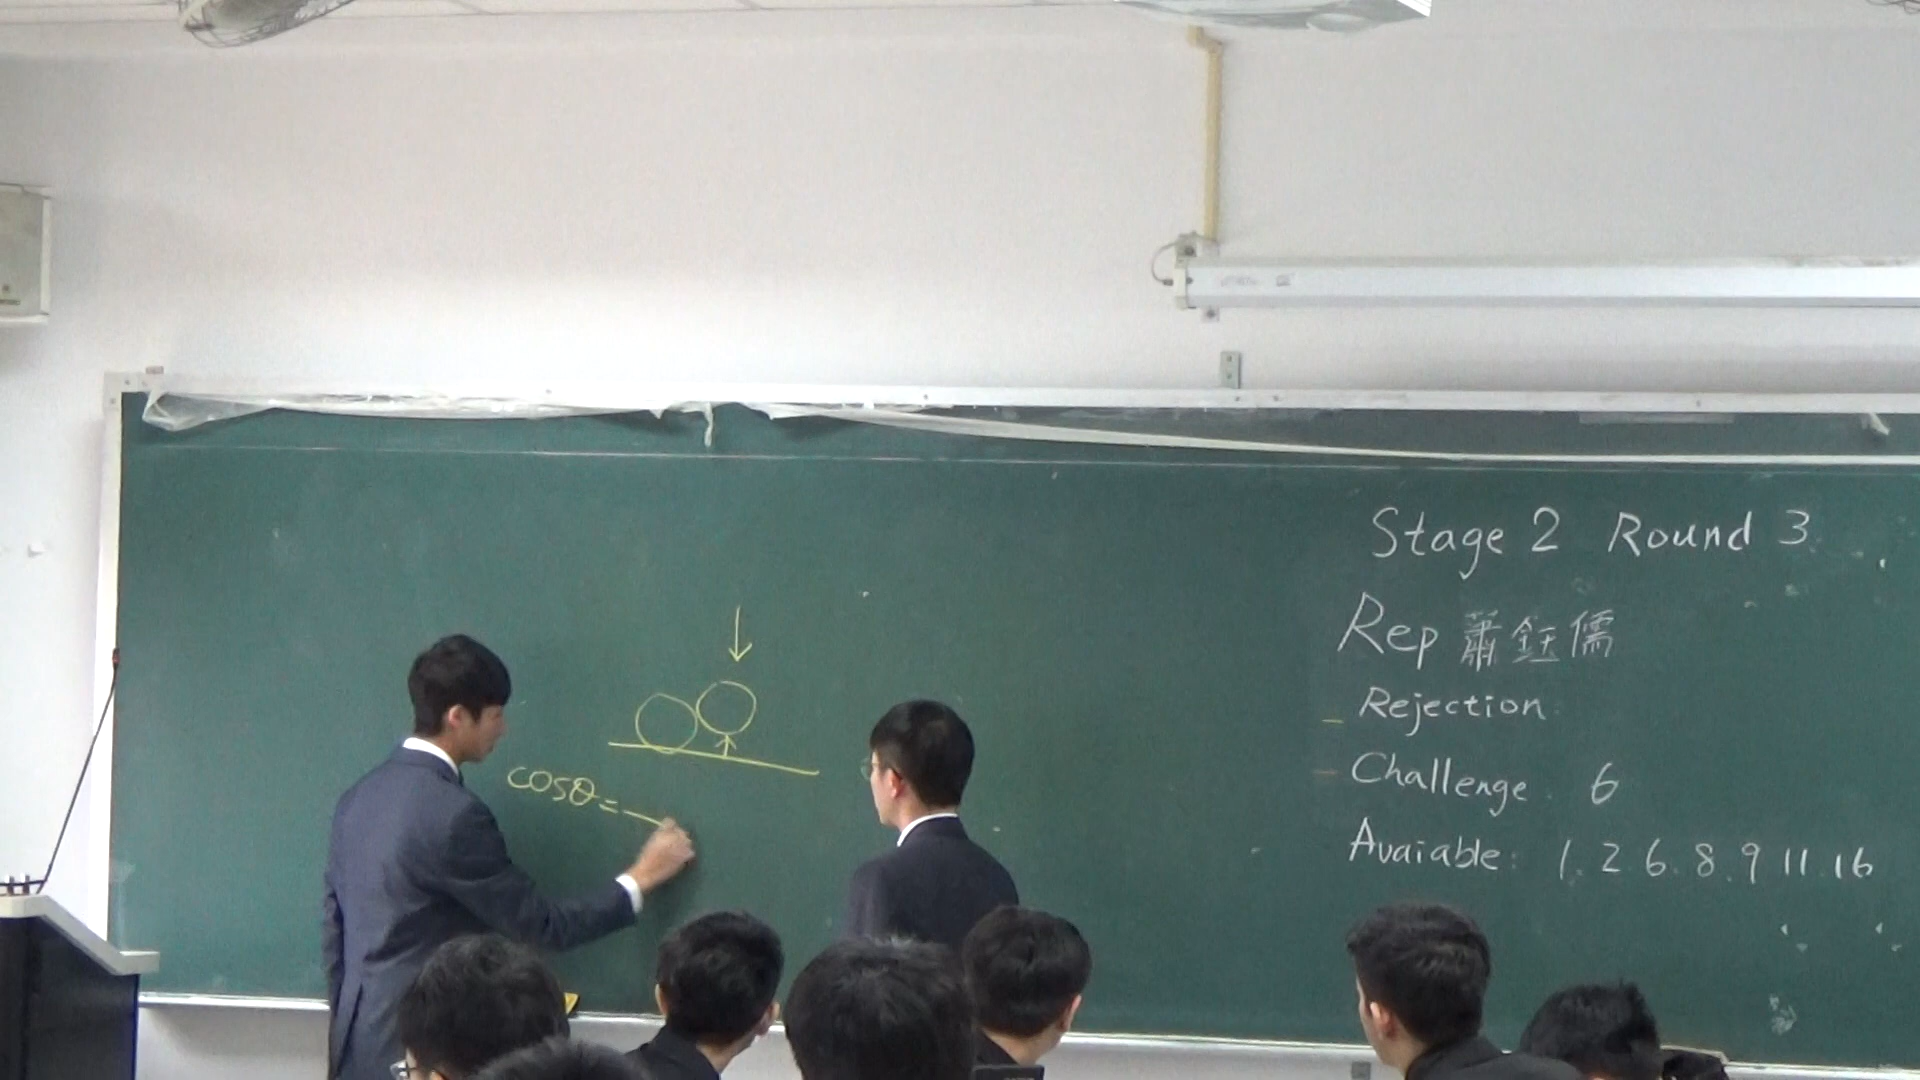 cosθ=
Stage 2 Round 3
Rep 蕭鈺儒
Rejection
Challenge 6
Avaiable: 1. 2 6. 8. 9 11. 16